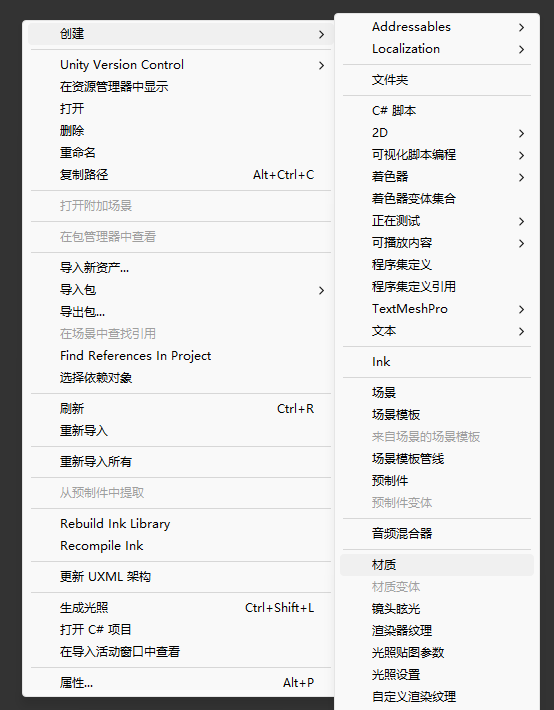 创建
Unity Version Control
在资源管理器中显示
打开
删除
重命名
复制路径 Alt+Ctrl+C
打开附加场景
在包管理器中查看
导入新资产...
导入包
导出包...
在场景中查找引用
Find References In Project
选择依赖对象
刷新 Ctrl+R
重新导入
重新导入所有
从预制件中提取
Rebuild Ink Library
Recompile Ink
更新 UXML 架构
生成光照 Ctrl+Shift+L
打开 C# 项目
在导入活动窗口中查看
属性... Alt+P
Addressables
Localization
文件夹
C# 脚本
2D
可视化脚本编程
着色器
着色器变体集合
正在测试
可播放内容
程序集定义
程序集定义引用
TextMeshPro
文本
Ink
场景
场景模板
来自场景的场景模板
场景模板管线
预制件
预制件变体
音频混合器
材质
材质变体
镜头眩光
渲染器纹理
光照贴图参数
光照设置
自定义渲染纹理